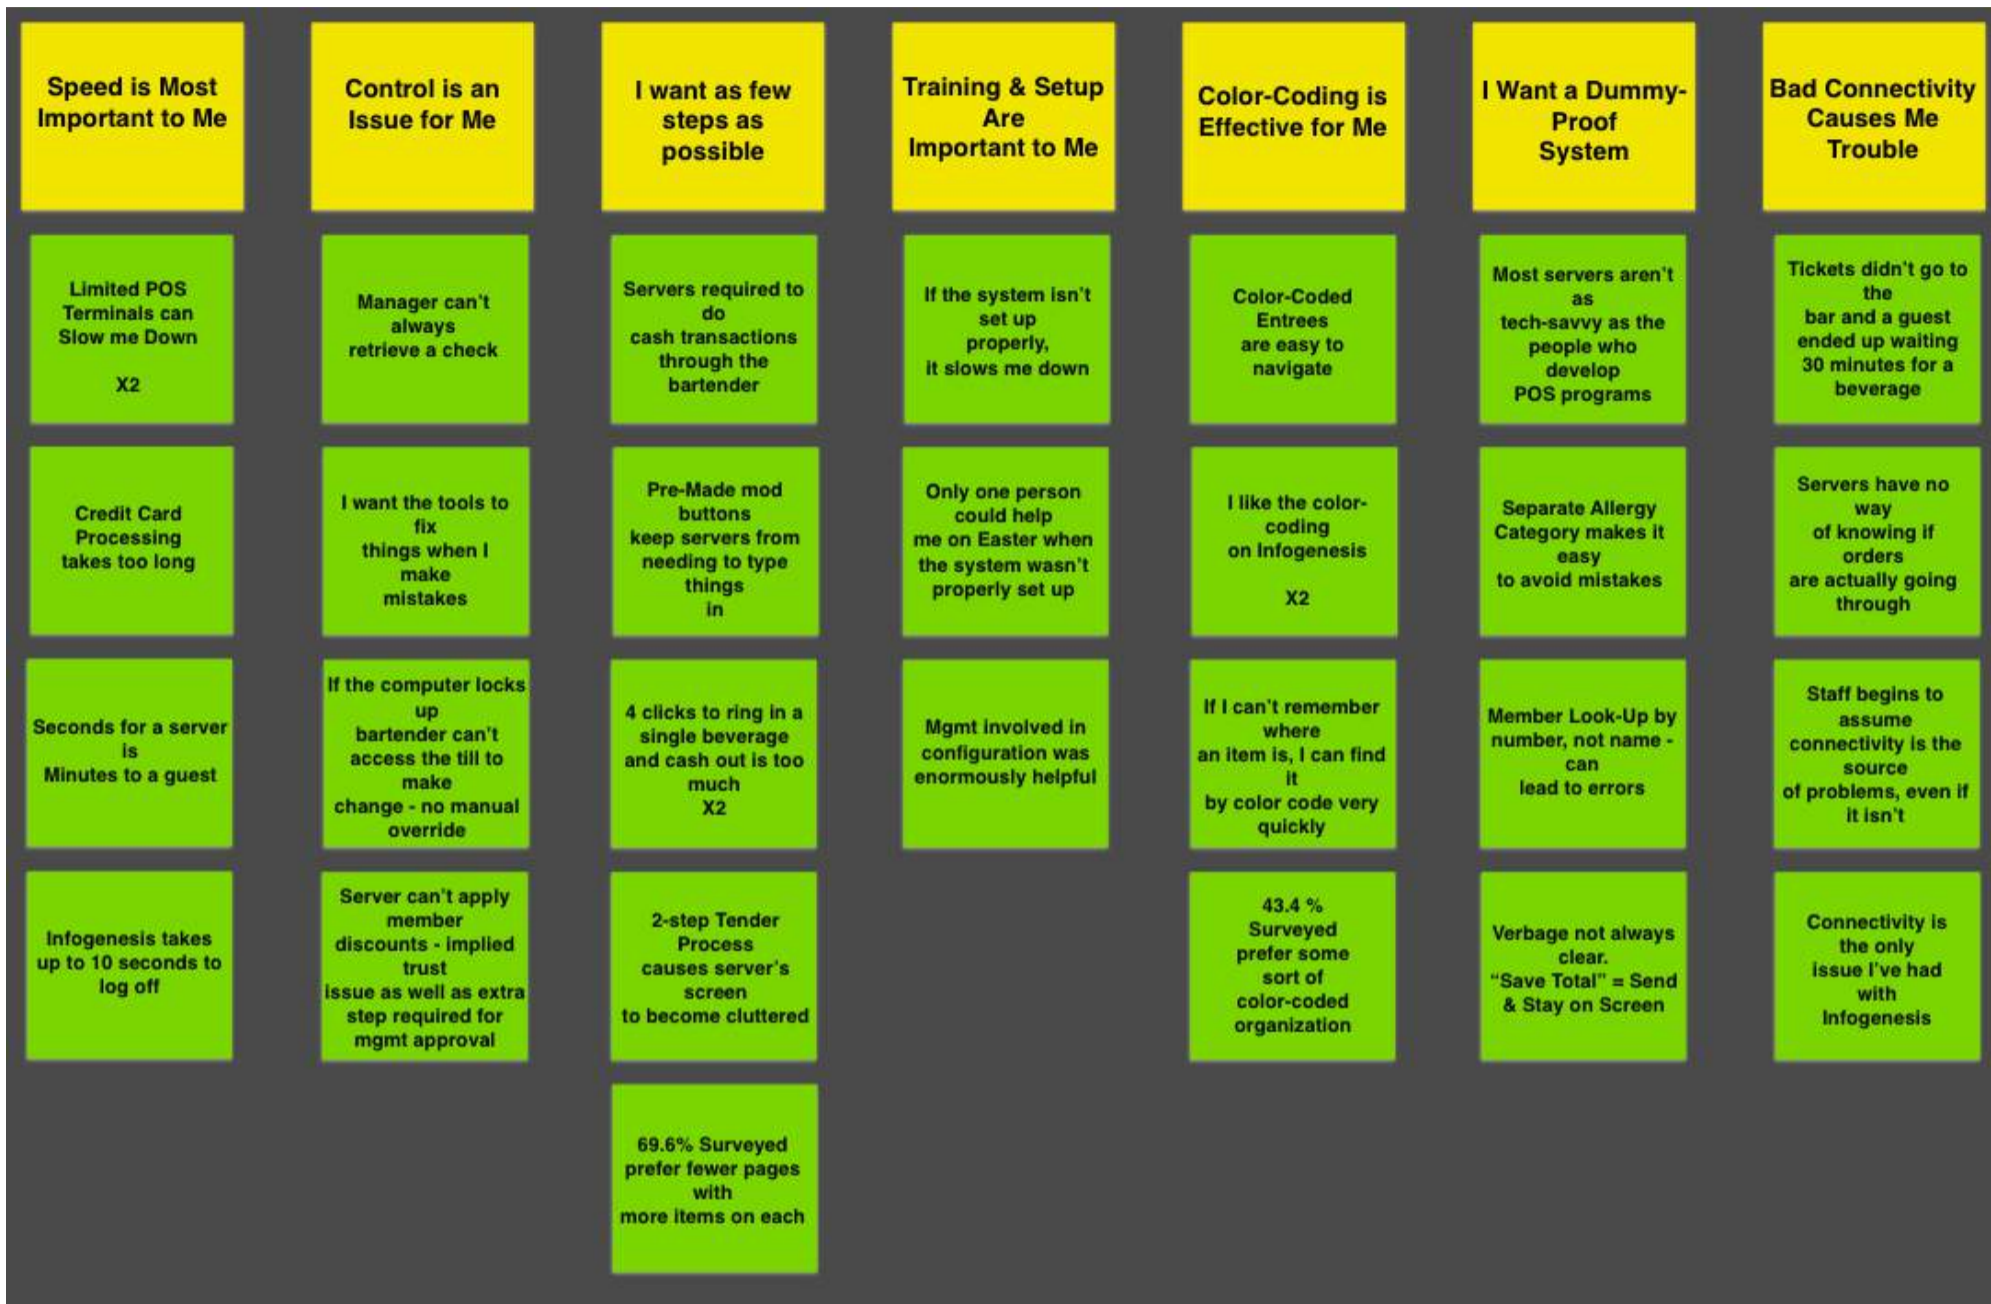 Speed is Most
Important to Me
Control is an
Issue for Me
I want as few
steps as
possible
Training & Setup
Are
Important to Me
Color-Coding is
Effective for Me
I Want a Dummy-
Proof
System
Bad Connectivity
Causes Me
Trouble
Limited POS
Terminals can
Slow me Down
X2
Manager can't
always
retrieve a check
Servers required to
do
cash transactions
through the
bartender
If the system isn't
set up
properly,
it slows me down
Color-Coded
Entrees
are easy to
navigate
Most servers aren't
as
tech-savvy as the
people who
develop
POS programs
Tickets didn't go to
the
bar and a guest
ended up waiting
30 minutes for a
beverage
Credit Card
Processing
takes too long
I want the tools to
fix
things when I
make
mistakes
Pre-Made mod
buttons
keep servers from
needing to type
things
in
Only one person
could help
me on Easter when
the system wasn't
properly set up
I like the color-
coding
on Infogenesis
X2
Separate Allergy
Category makes it
easy
to avoid mistakes
Servers have no
way
of knowing if
orders
are actually going
through
Seconds for a server
is
Minutes to a guest
If the computer locks
up
bartender can't
access the till to
make
change - no manual
override
4 clicks to ring in a
single beverage
and cash out is too
much
X2
Mgmt involved in
configuration was
enormously helpful
If I can't remember
where
an item is, I can find
it
by color code very
quickly
Member Look-Up by
number, not name -
can
lead to errors
Staff begins to
assume
connectivity is the
source
of problems, even if
it isn't
Infogenesis takes
up to 10 seconds to
log off
Server can't apply
member
discounts - implied
trust
issue as well as extra
step required for
mgmt approval
2-step Tender
Process
causes server's
screen
to become cluttered
43.4 %
Surveyed
prefer some
sort of
color-coded
organization
Verbage not always
clear.
“Save Total” = Send
& Stay on Screen
Connectivity is
the only
issue I've had
with
Infogenesis
69.6% Surveyed
prefer fewer pages
with
more items on each